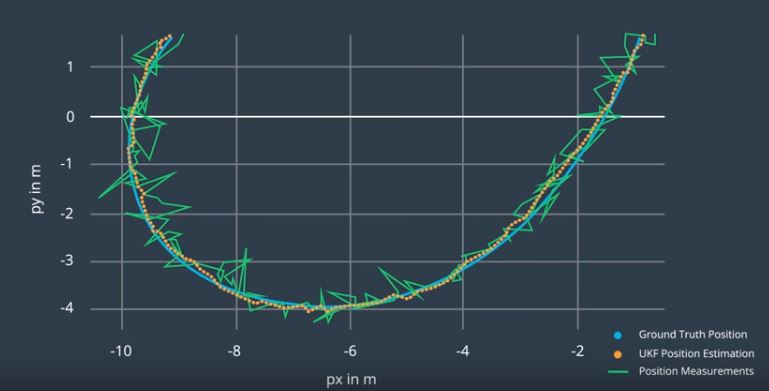 1
0
-1
-2
-3
-4
py in m
-10
-8
-6
-4
-2
px in m
Ground Truth Position
UKF Position Estimation
Position Measurements